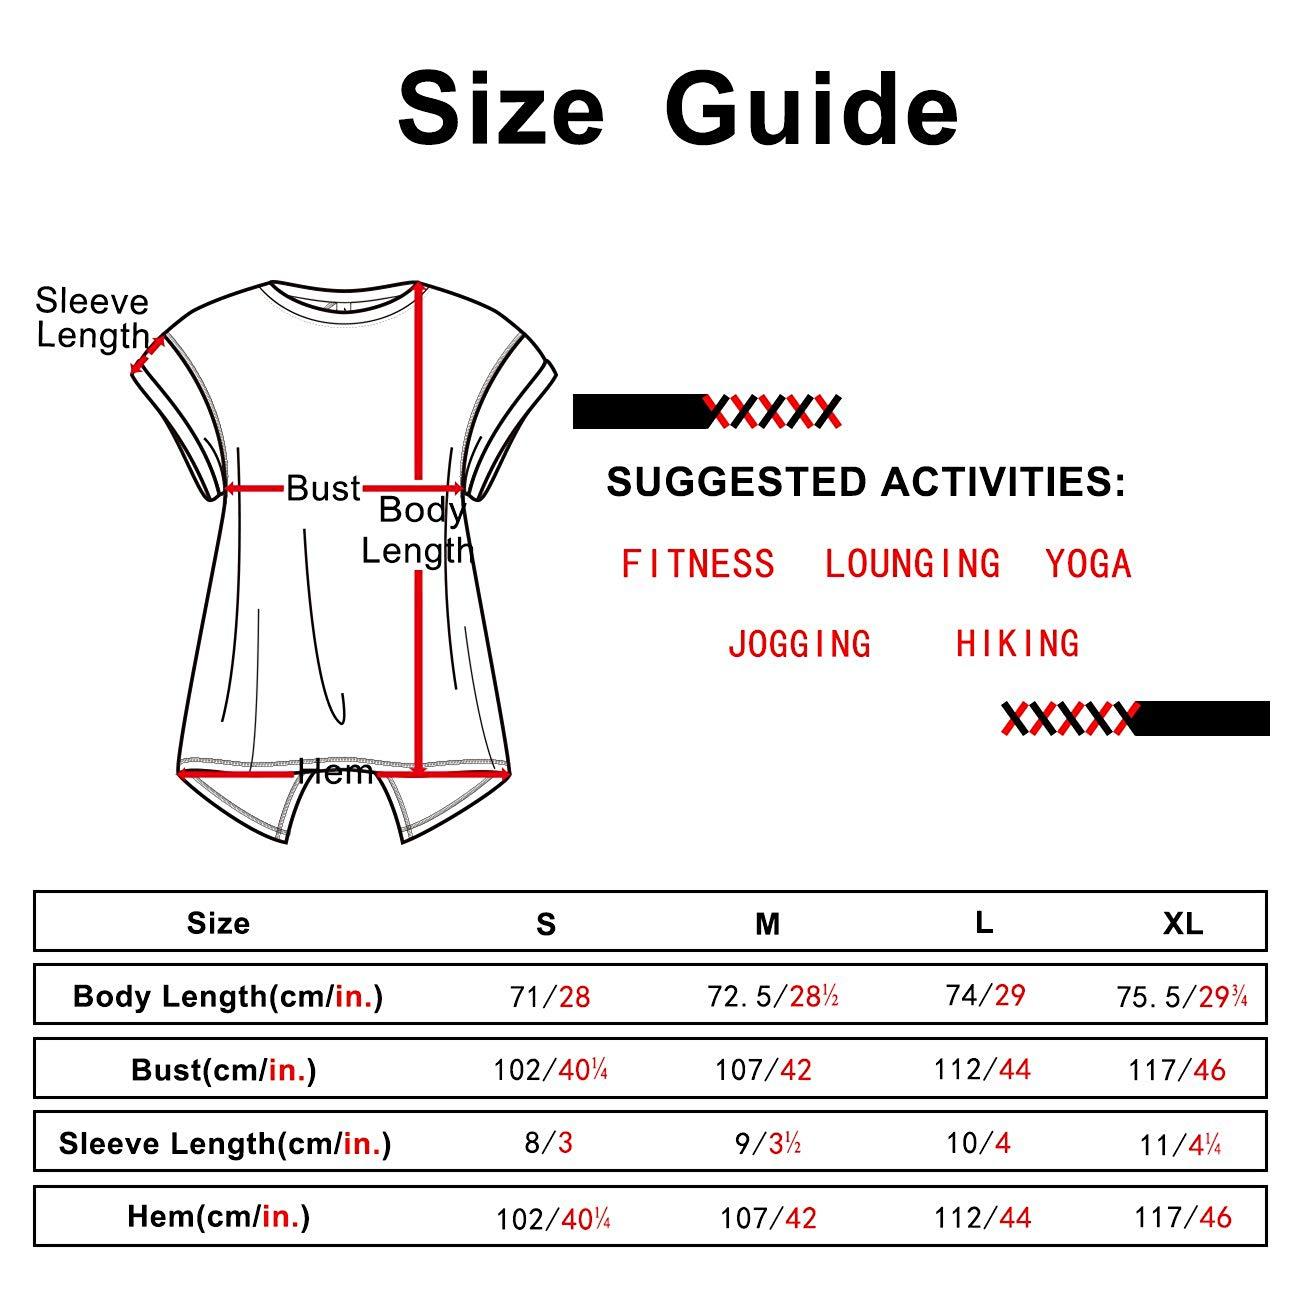 Size Guide
Sleeve
Length
Bust
Body
Length
Hem
SUGGESTED ACTIVITIES:
FITNESS LOUNGING YOGA
JOGGING HIKING
Size S M L XL
Body Length(cm/in.) 71/28 72.5/28½ 74/29 75.5/29¾
Bust(cm/in.) 102/40¼ 107/42 112/44 117/46
Sleeve Length(cm/in.) 8/3 9/3½ 10/4 11/4¼
Hem(cm/in.) 102/40¼ 107/42 112/44 117/46